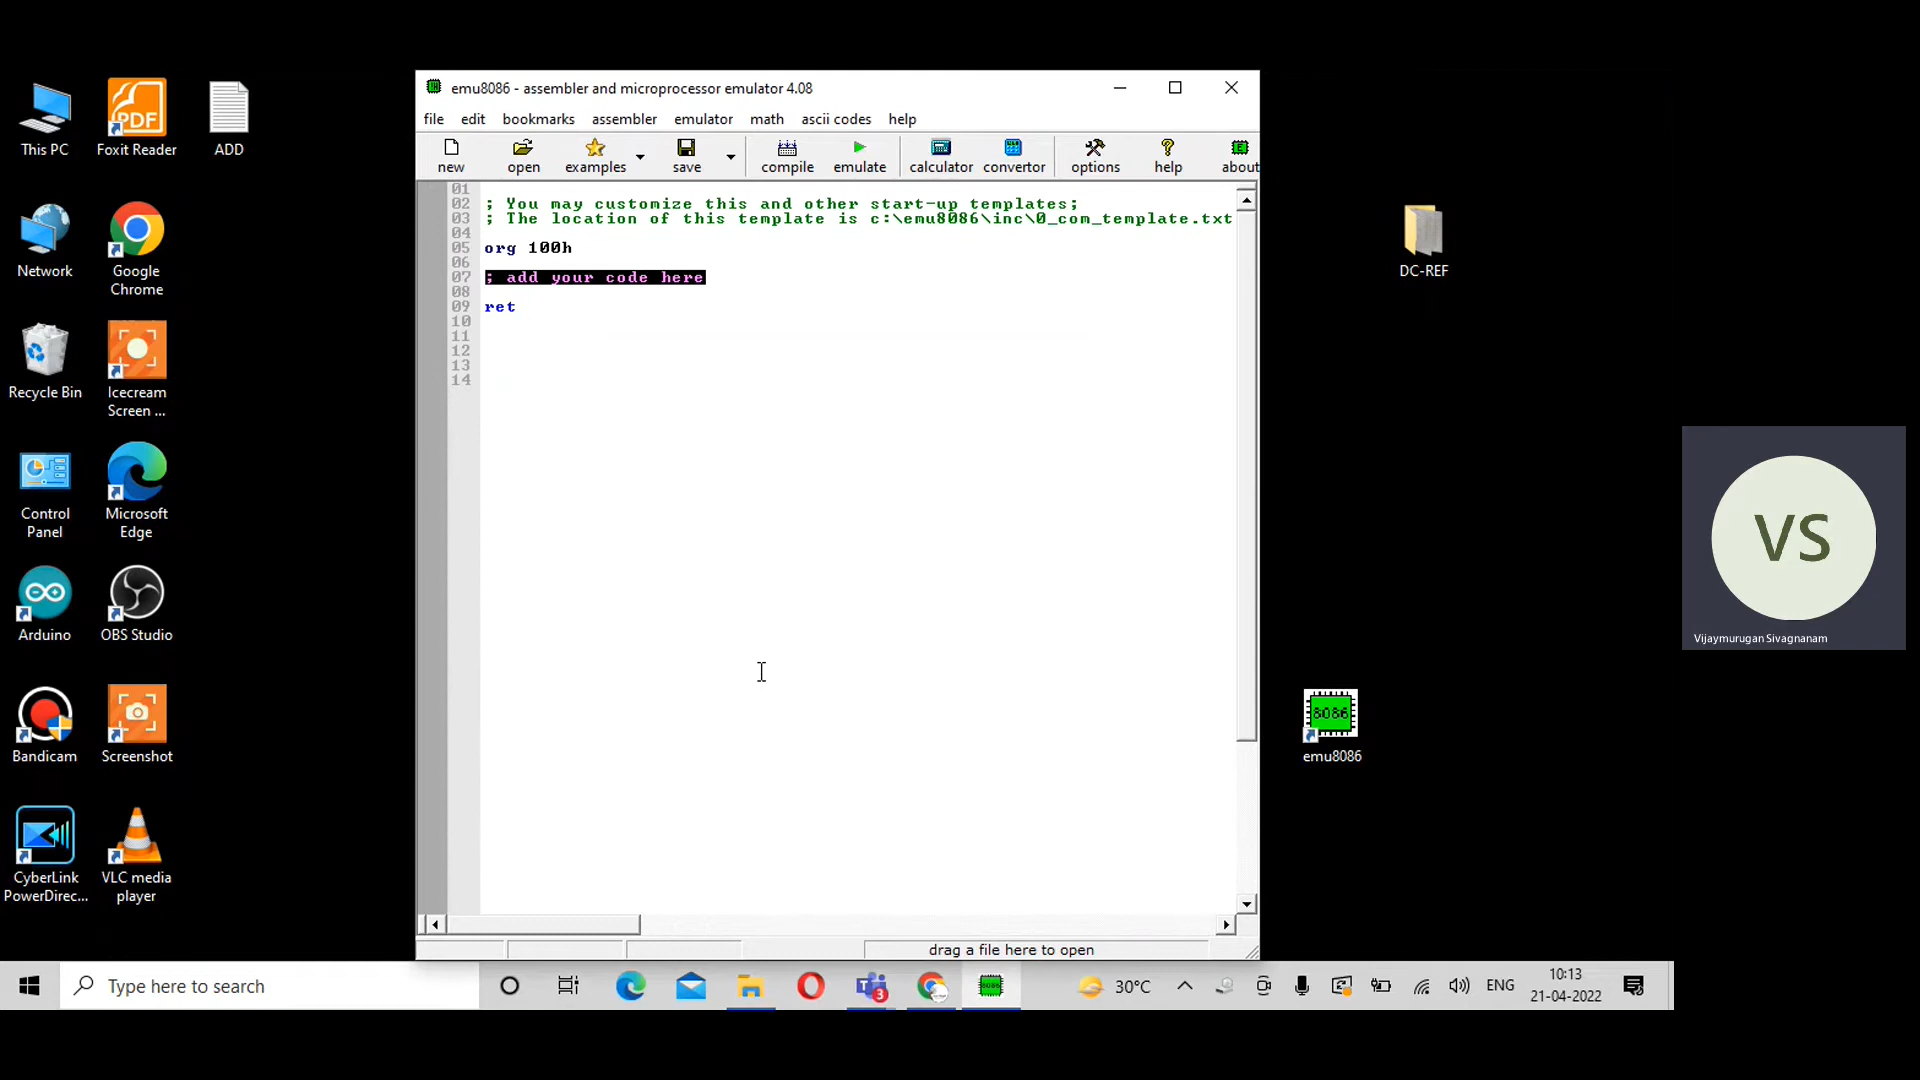 This PC
Foxit Reader
ADD
Network
Google
Chrome
Recycle Bin
Icecream
Screen ...
Control
Panel
Microsoft
Edge
Arduino
OBS Studio
Bandicam
Screenshot
CyberLink
PowerDirec...
VLC media
player
PDF
emu8086 - assembler and microprocessor emulator 4.08
file edit bookmarks assembler emulator math ascii codes help
new open examples save compile emulate calculator convertor options help about
01
02 ; You may customize this and other start-up templates;
03 ; The location of this template is c:\emu8086\inc\0_com_template.txt
04
05 org 100h
06
07 ; add your code here
08
09 ret
10
11
12
13
14
drag a file here to open
DC-REF
8086
emu8086
VS
Vijaymurugan Sivagnanam
Type here to search
3
30°C
ENG
10:13
21-04-2022